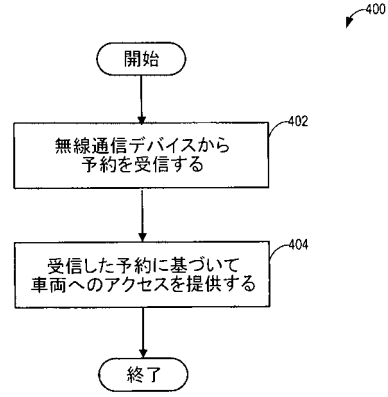 400
開始
402
無線通信デバイスから
予約を受信する
404
受信した予約に基づいて
車両へのアクセスを提供する
終了